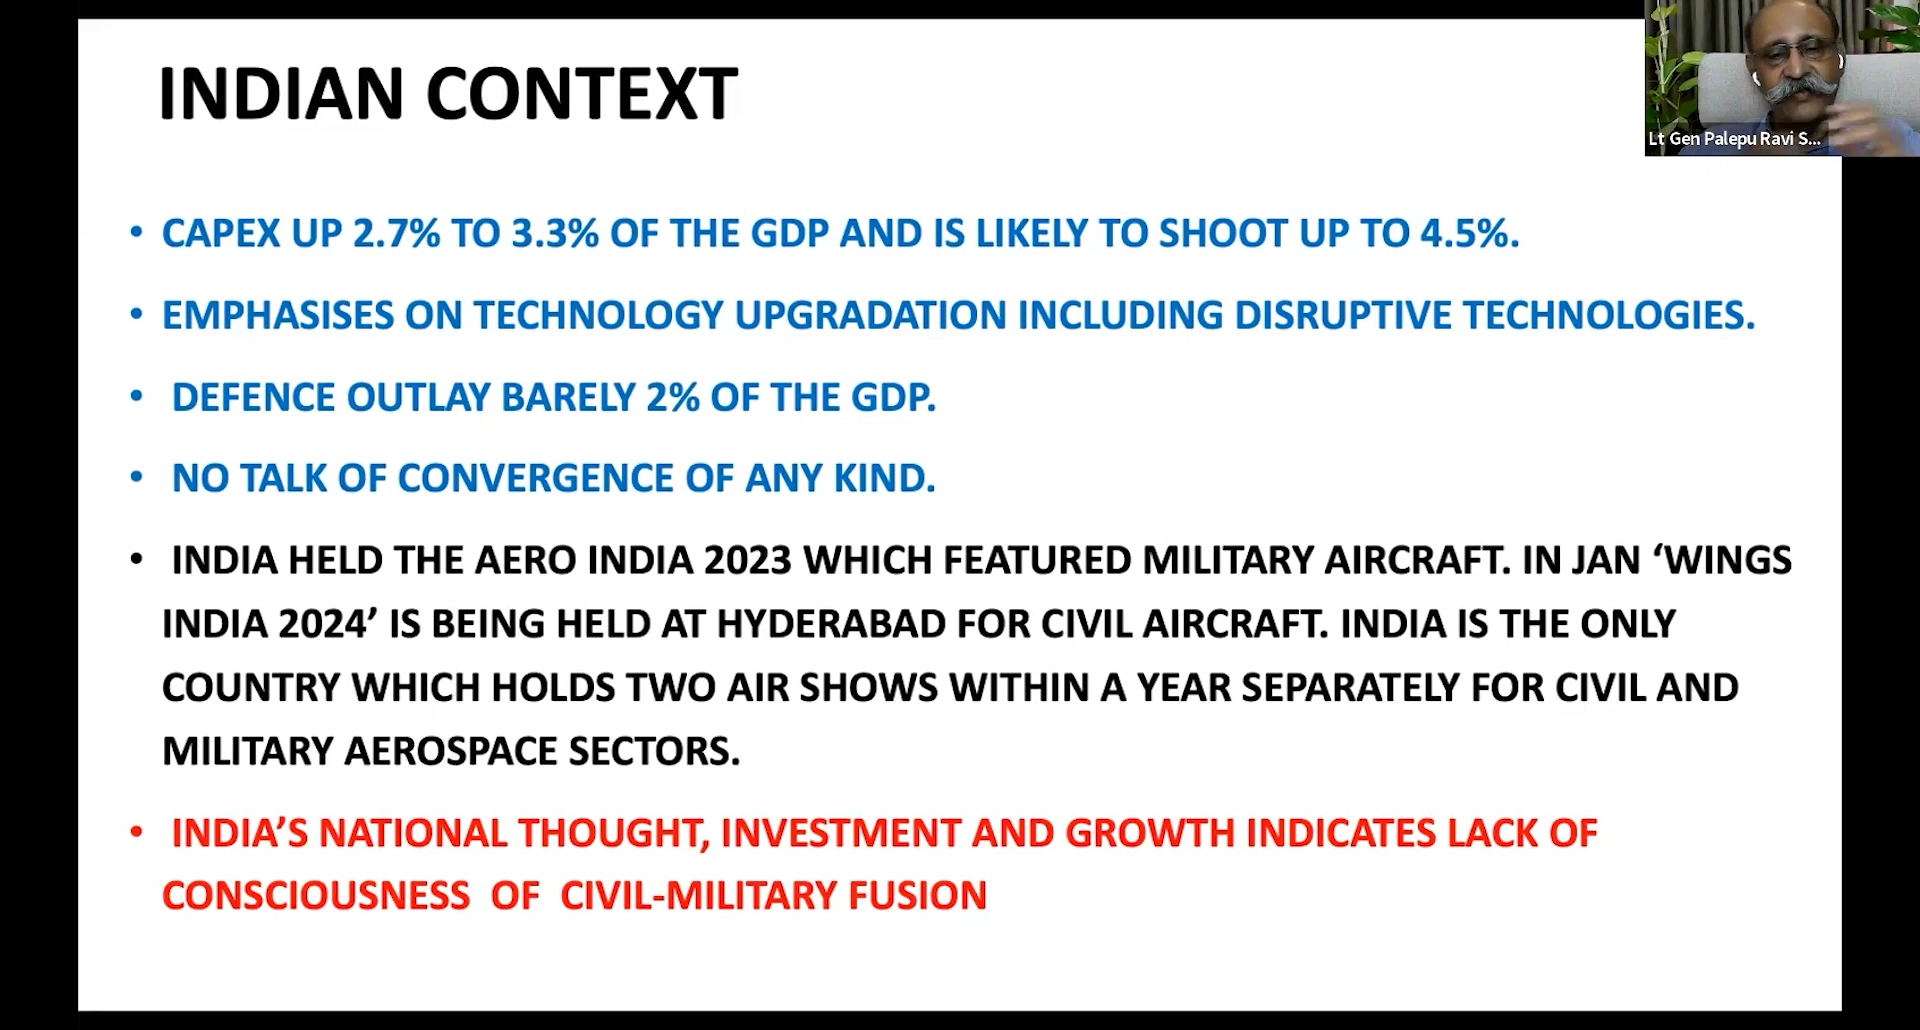 INDIAN CONTEXT
Lt Gen Palepu Ravi S...
• CAPEX UP 2.7% TO 3.3% OF THE GDP AND IS LIKELY TO SHOOT UP TO 4.5%.
• EMPHASISES ON TECHNOLOGY UPGRADATION INCLUDING DISRUPTIVE TECHNOLOGIES.
• DEFENCE OUTLAY BARELY 2% OF THE GDP.
• NO TALK OF CONVERGENCE OF ANY KIND.
• INDIA HELD THE AERO INDIA 2023 WHICH FEATURED MILITARY AIRCRAFT. IN JAN ‘WINGS
INDIA 2024’ IS BEING HELD AT HYDERABAD FOR CIVIL AIRCRAFT. INDIA IS THE ONLY
COUNTRY WHICH HOLDS TWO AIR SHOWS WITHIN A YEAR SEPARATELY FOR CIVIL AND
MILITARY AEROSPACE SECTORS.
• INDIA’S NATIONAL THOUGHT, INVESTMENT AND GROWTH INDICATES LACK OF
CONSCIOUSNESS OF CIVIL-MILITARY FUSION